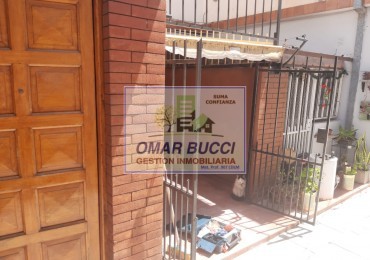 SUMA
CONFIANZA
OMAR BUCCI
GESTION INMOBILIARIA